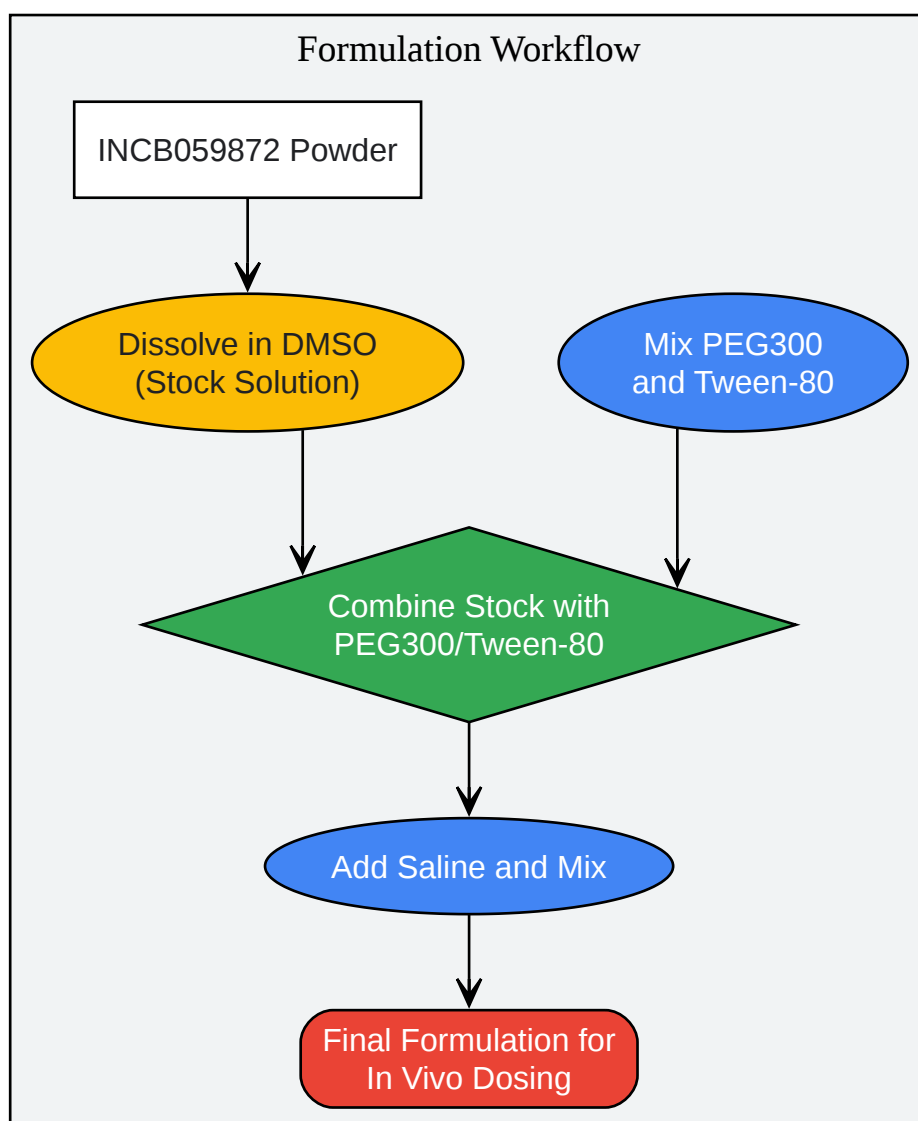 Formulation Workflow
INCB059872 Powder
Dissolve in DMSO
(Stock Solution)
Mix PEG300
and Tween-80
Combine Stock with
PEG300/Tween-80
Add Saline and Mix
Final Formulation for
In Vivo Dosing